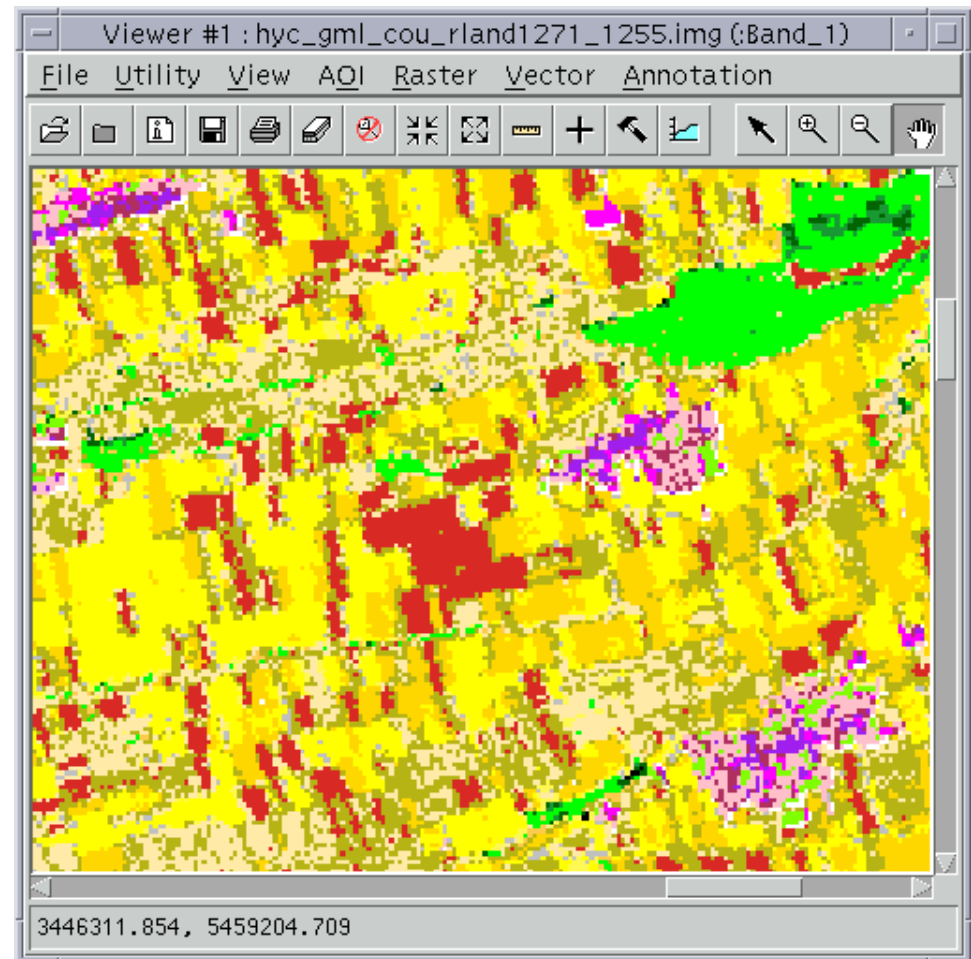 Viewer #1 : hyc_gml_cou_rland1271_1255.img (:Band_1)
File Utility View AOI Raster Vector Annotation
3446311.854, 5459204.709